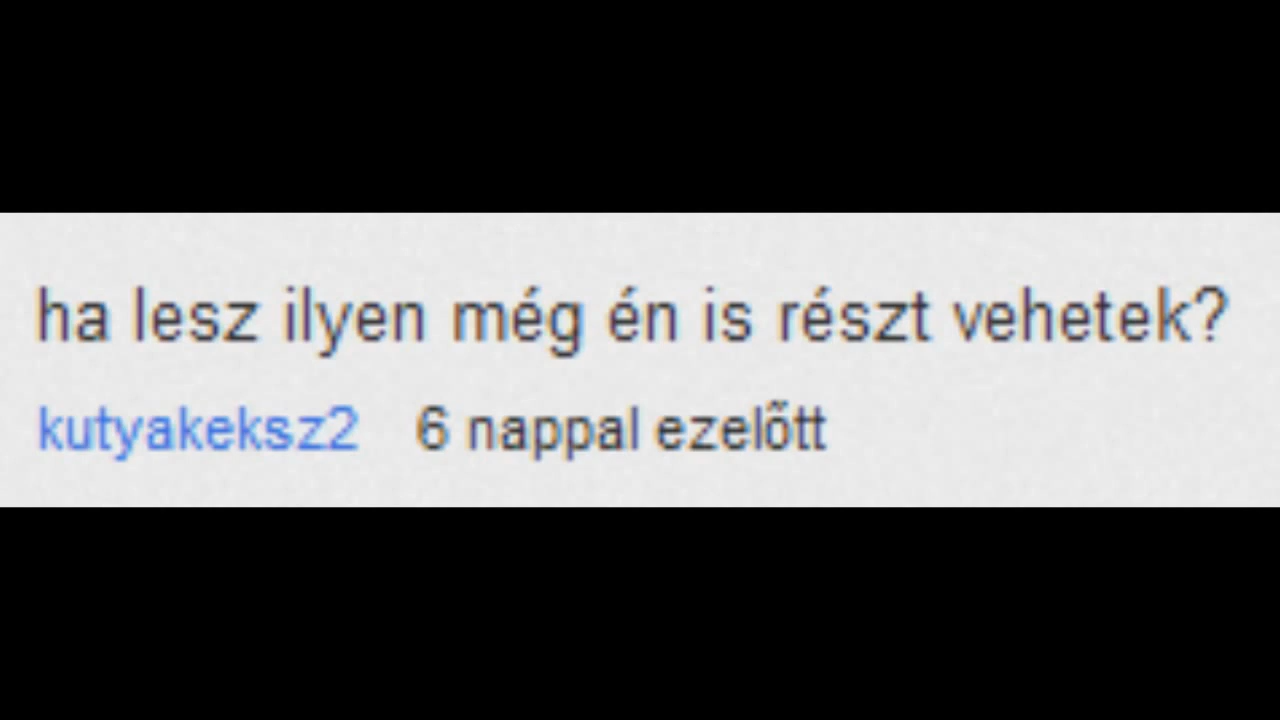 ha lesz ilyen még én is részt vehetek?
kutyakeksz2 6 nappal ezelőtt